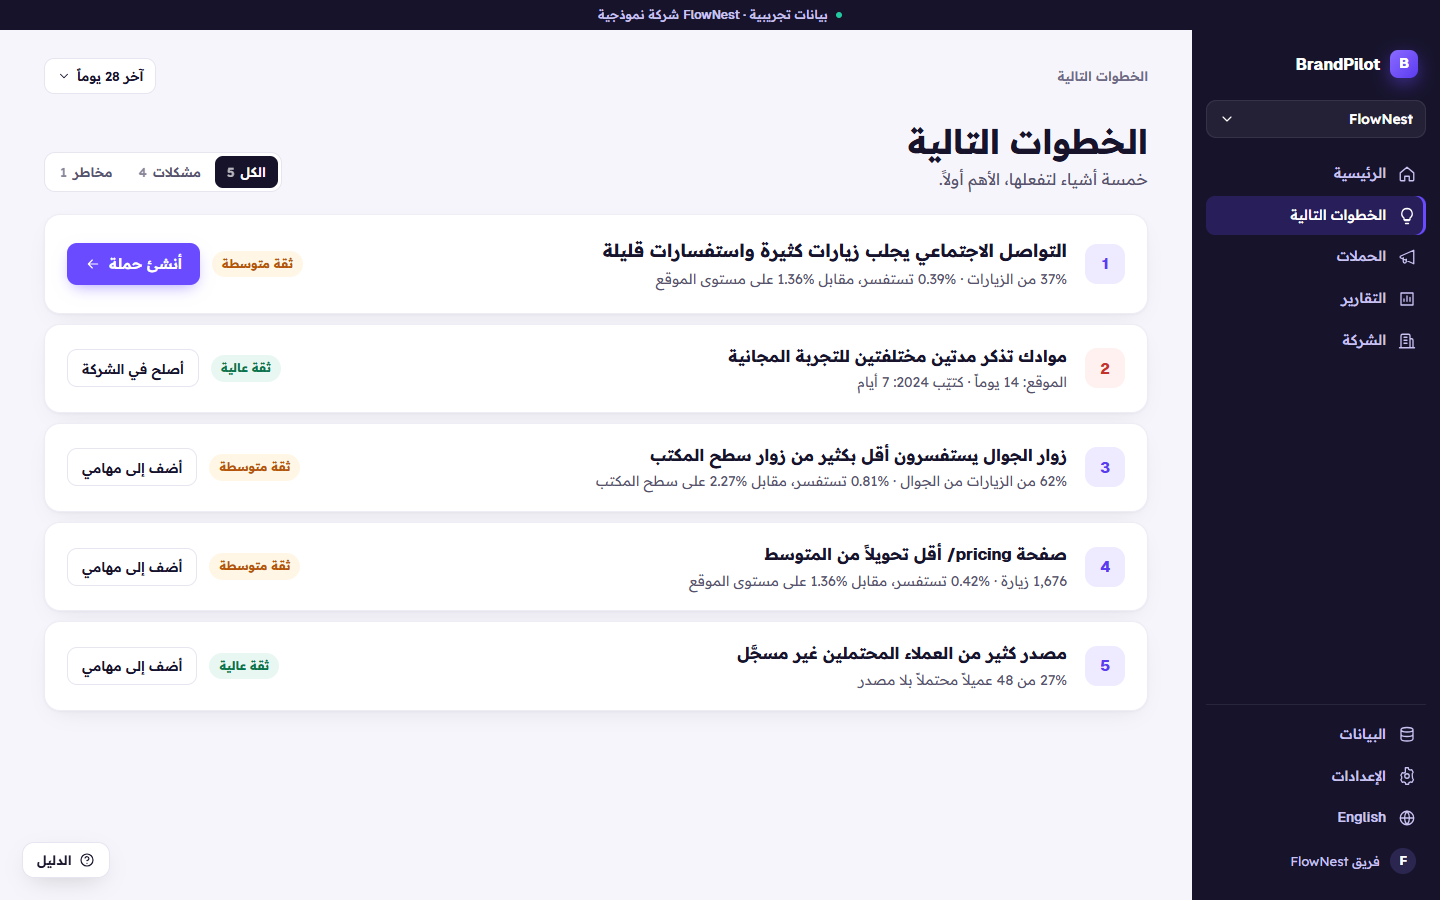 بيانات تجريبية · FlowNest شركة نموذجية
B BrandPilot
FlowNest
الرئيسية
الخطوات التالية
الحملات
التقارير
الشركة
البيانات
الإعدادات
English
F فريق FlowNest
الخطوات التالية
آخر 28 يوماً
الخطوات التالية
خمسة أشياء لتفعلها، الأهم أولاً.
الكل 5 مشكلات 4 مخاطر 1
1
التواصل الاجتماعي يجلب زيارات كثيرة واستفسارات قليلة
37% من الزيارات · 0.39% تستفسر، مقابل 1.36% على مستوى الموقع
ثقة متوسطة
أنشئ حملة ←
2
موادك تذكر مدتين مختلفتين للتجربة المجانية
الموقع: 14 يوماً · كتيّب 2024: 7 أيام
ثقة عالية
أصلح في الشركة
3
زوار الجوال يستفسرون أقل بكثير من زوار سطح المكتب
62% من الزيارات من الجوال · 0.81% تستفسر، مقابل 2.27% على سطح المكتب
ثقة متوسطة
أضف إلى مهامي
4
صفحة pricing/ أقل تحويلاً من المتوسط
1,676 زيارة · 0.42% تستفسر، مقابل 1.36% على مستوى الموقع
ثقة متوسطة
أضف إلى مهامي
5
مصدر كثير من العملاء المحتملين غير مسجَّل
27% من 48 عميلاً محتملاً بلا مصدر
ثقة عالية
أضف إلى مهامي
الدليل